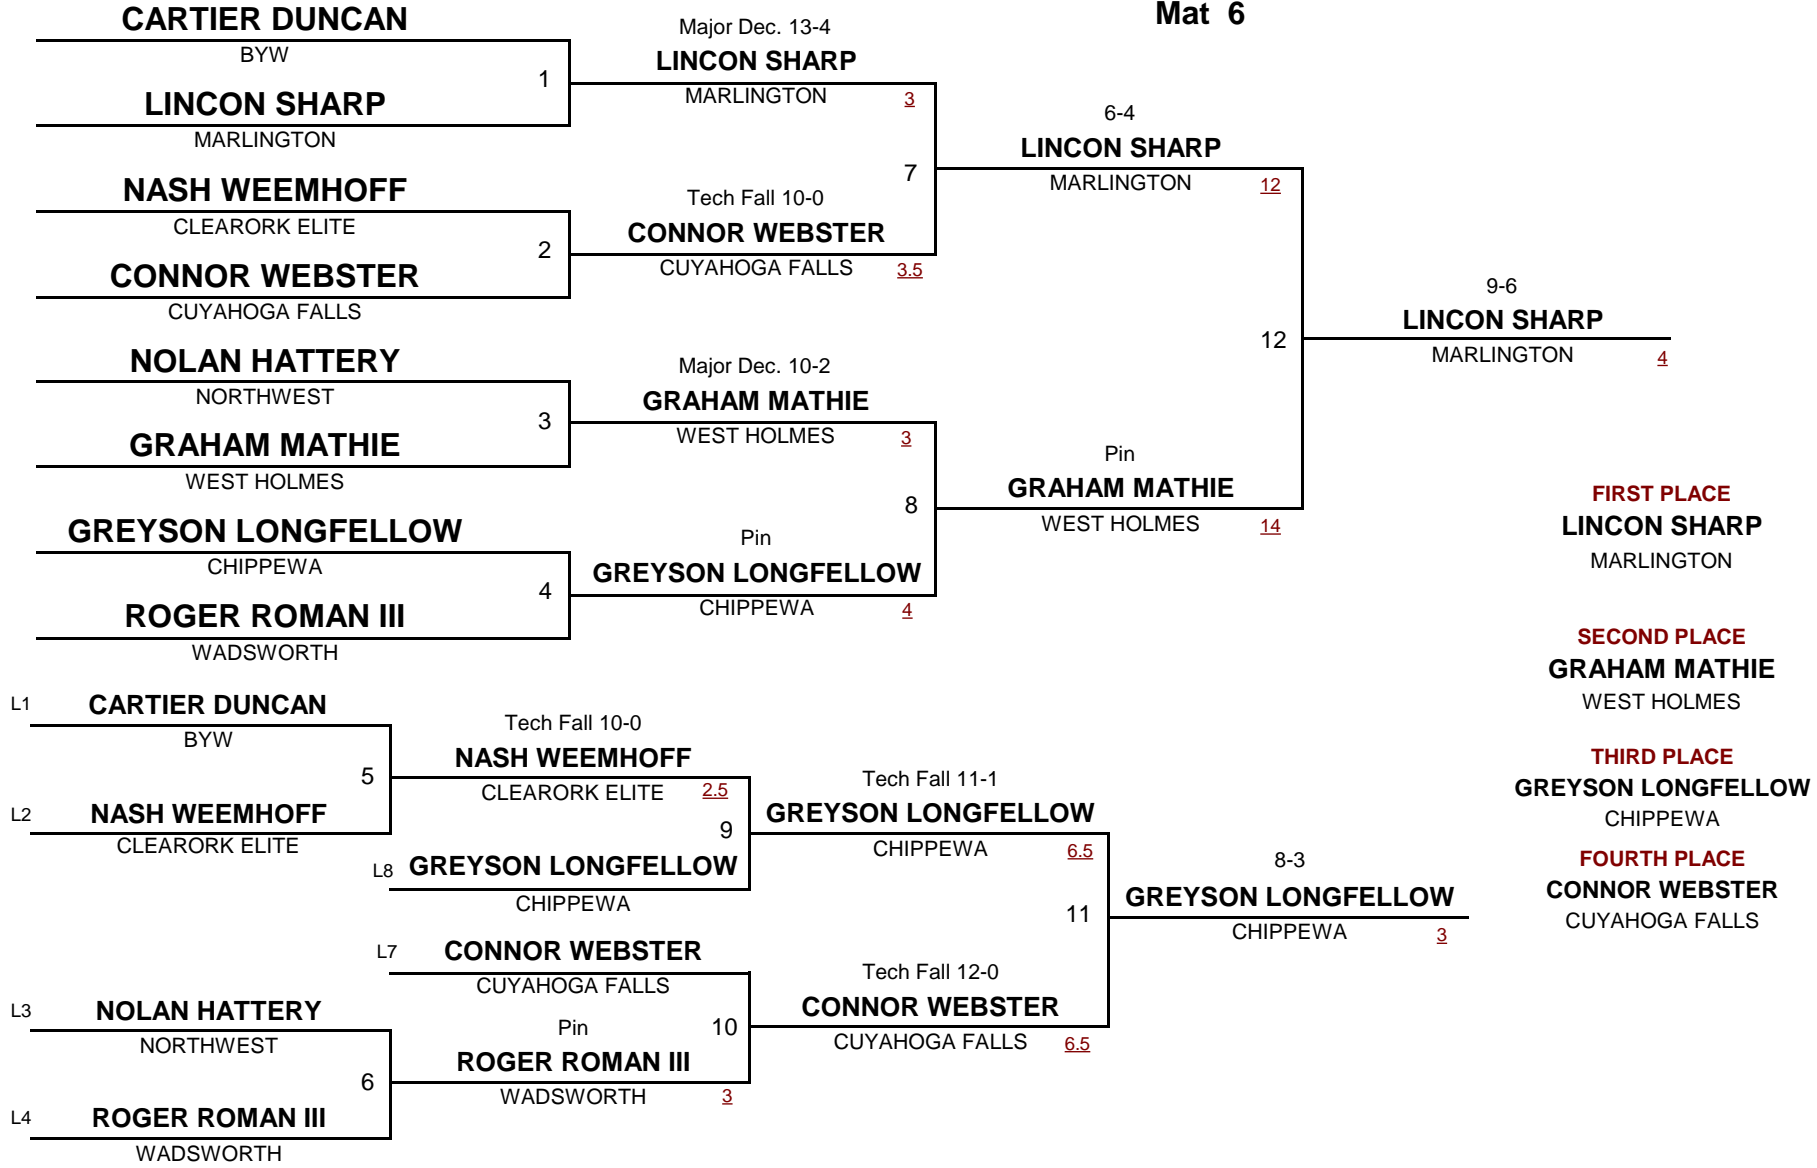 Mat 6
CARTIER DUNCAN
BYW
1
LINCON SHARP
MARLINGTON
Major Dec. 13-4
LINCON SHARP
MARLINGTON 3
NASH WEEMHOFF
CLEARORK ELITE
2
CONNOR WEBSTER
CUYAHOGA FALLS
Tech Fall 10-0
CONNOR WEBSTER
CUYAHOGA FALLS 3.5
7
6-4
LINCON SHARP
MARLINGTON 12
NOLAN HATTERY
NORTHWEST
3
GRAHAM MATHIE
WEST HOLMES
Major Dec. 10-2
GRAHAM MATHIE
WEST HOLMES 3
GREYSON LONGFELLOW
CHIPPEWA
4
ROGER ROMAN III
WADSWORTH
Pin
GREYSON LONGFELLOW
CHIPPEWA 4
8
Pin
GRAHAM MATHIE
WEST HOLMES 14
12
9-6
LINCON SHARP
MARLINGTON 4
FIRST PLACE
LINCON SHARP
MARLINGTON
SECOND PLACE
GRAHAM MATHIE
WEST HOLMES
THIRD PLACE
GREYSON LONGFELLOW
CHIPPEWA
FOURTH PLACE
CONNOR WEBSTER
CUYAHOGA FALLS
L1 CARTIER DUNCAN
BYW
5
L2 NASH WEEMHOFF
CLEARORK ELITE
Tech Fall 10-0
NASH WEEMHOFF
CLEARORK ELITE 2.5
9
L8 GREYSON LONGFELLOW
CHIPPEWA
Tech Fall 11-1
GREYSON LONGFELLOW
CHIPPEWA 6.5
L7 CONNOR WEBSTER
CUYAHOGA FALLS
L3 NOLAN HATTERY
NORTHWEST
6
L4 ROGER ROMAN III
WADSWORTH
Pin
10
ROGER ROMAN III
WADSWORTH 3
Tech Fall 12-0
CONNOR WEBSTER
CUYAHOGA FALLS 6.5
11
8-3
GREYSON LONGFELLOW
CHIPPEWA 3